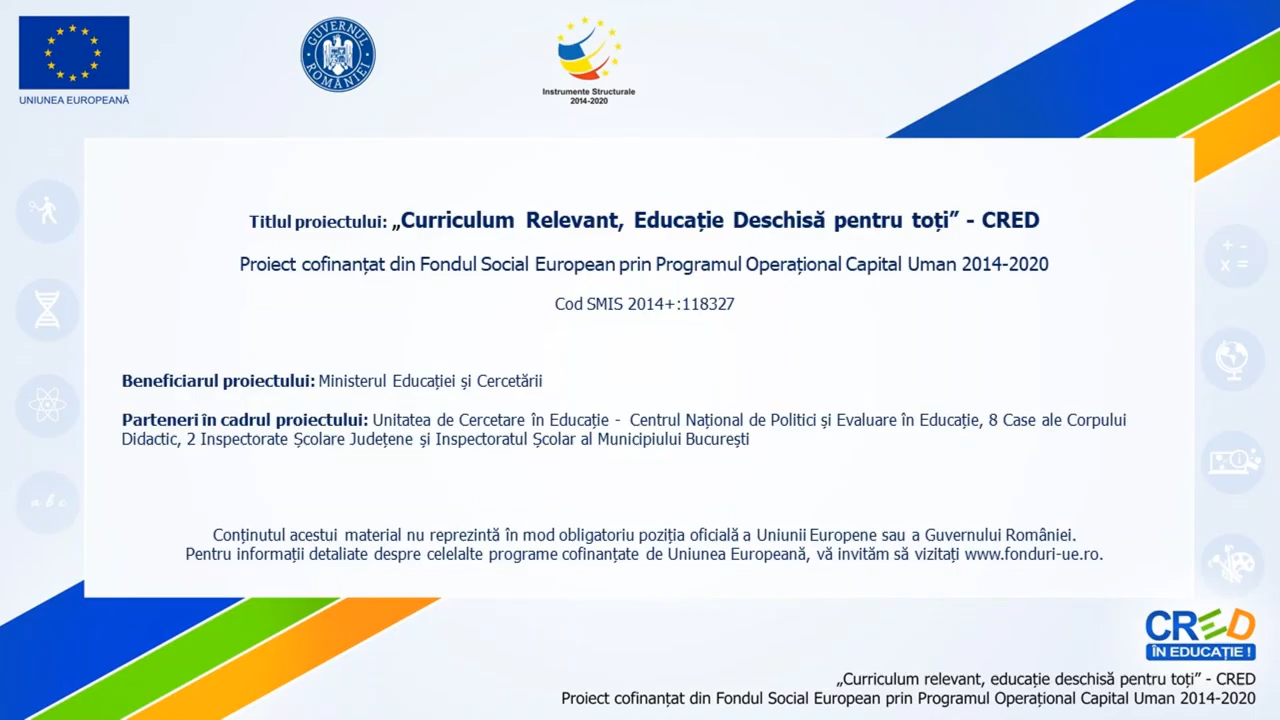 UNIUNEA EUROPEANĂ
GUVERNUL ROMÂNIEI
Instrumente Structurale
2014-2020
Titlul proiectului: „Curriculum Relevant, Educație Deschisă pentru toți” - CRED
Proiect cofinanțat din Fondul Social European prin Programul Operațional Capital Uman 2014-2020
Cod SMIS 2014+:118327
Beneficiarul proiectului: Ministerul Educației și Cercetării
Parteneri în cadrul proiectului: Unitatea de Cercetare în Educație - Centrul Național de Politici și Evaluare în Educație, 8 Case ale Corpului
Didactic, 2 Inspectorate Școlare Județene și Inspectoratul Școlar al Municipiului București
Conținutul acestui material nu reprezintă în mod obligatoriu poziția oficială a Uniunii Europene sau a Guvernului României.
Pentru informații detaliate despre celelalte programe cofinanțate de Uniunea Europeană, vă invităm să vizitați www.fonduri-ue.ro.
+ -
x =
a b c
CRED
ÎN EDUCAȚIE !
„Curriculum relevant, educație deschisă pentru toți” - CRED
Proiect cofinanțat din Fondul Social European prin Programul Operațional Capital Uman 2014-2020